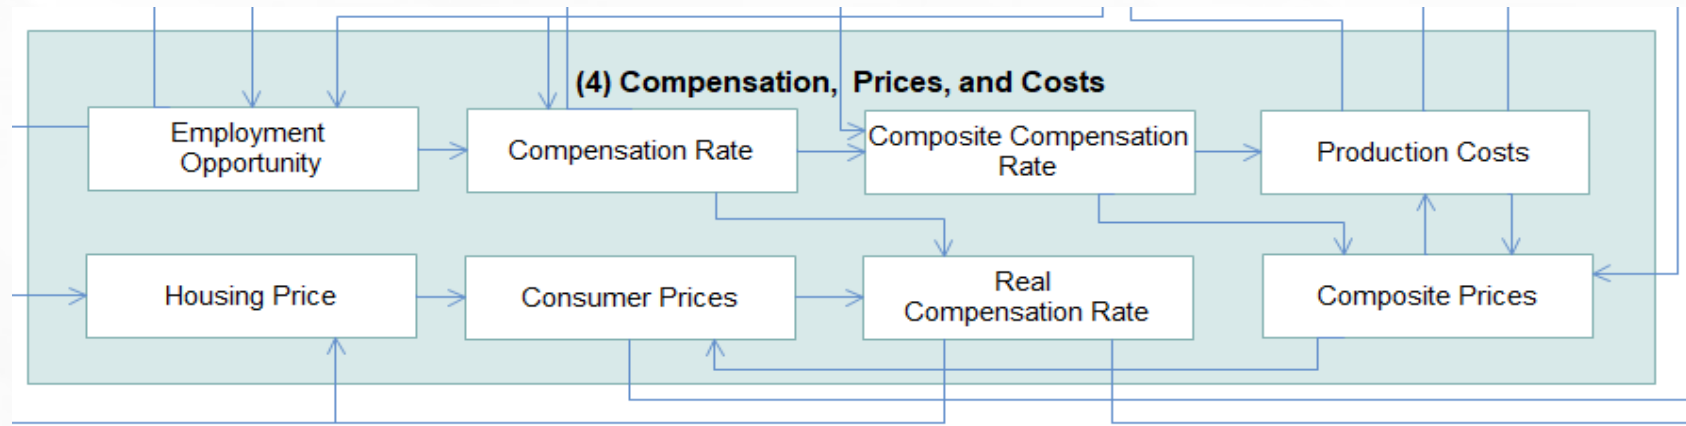 (4) Compensation, Prices, and Costs
Employment
Opportunity
Compensation Rate
Composite Compensation
Rate
Production Costs
Housing Price
Consumer Prices
Real
Compensation Rate
Composite Prices